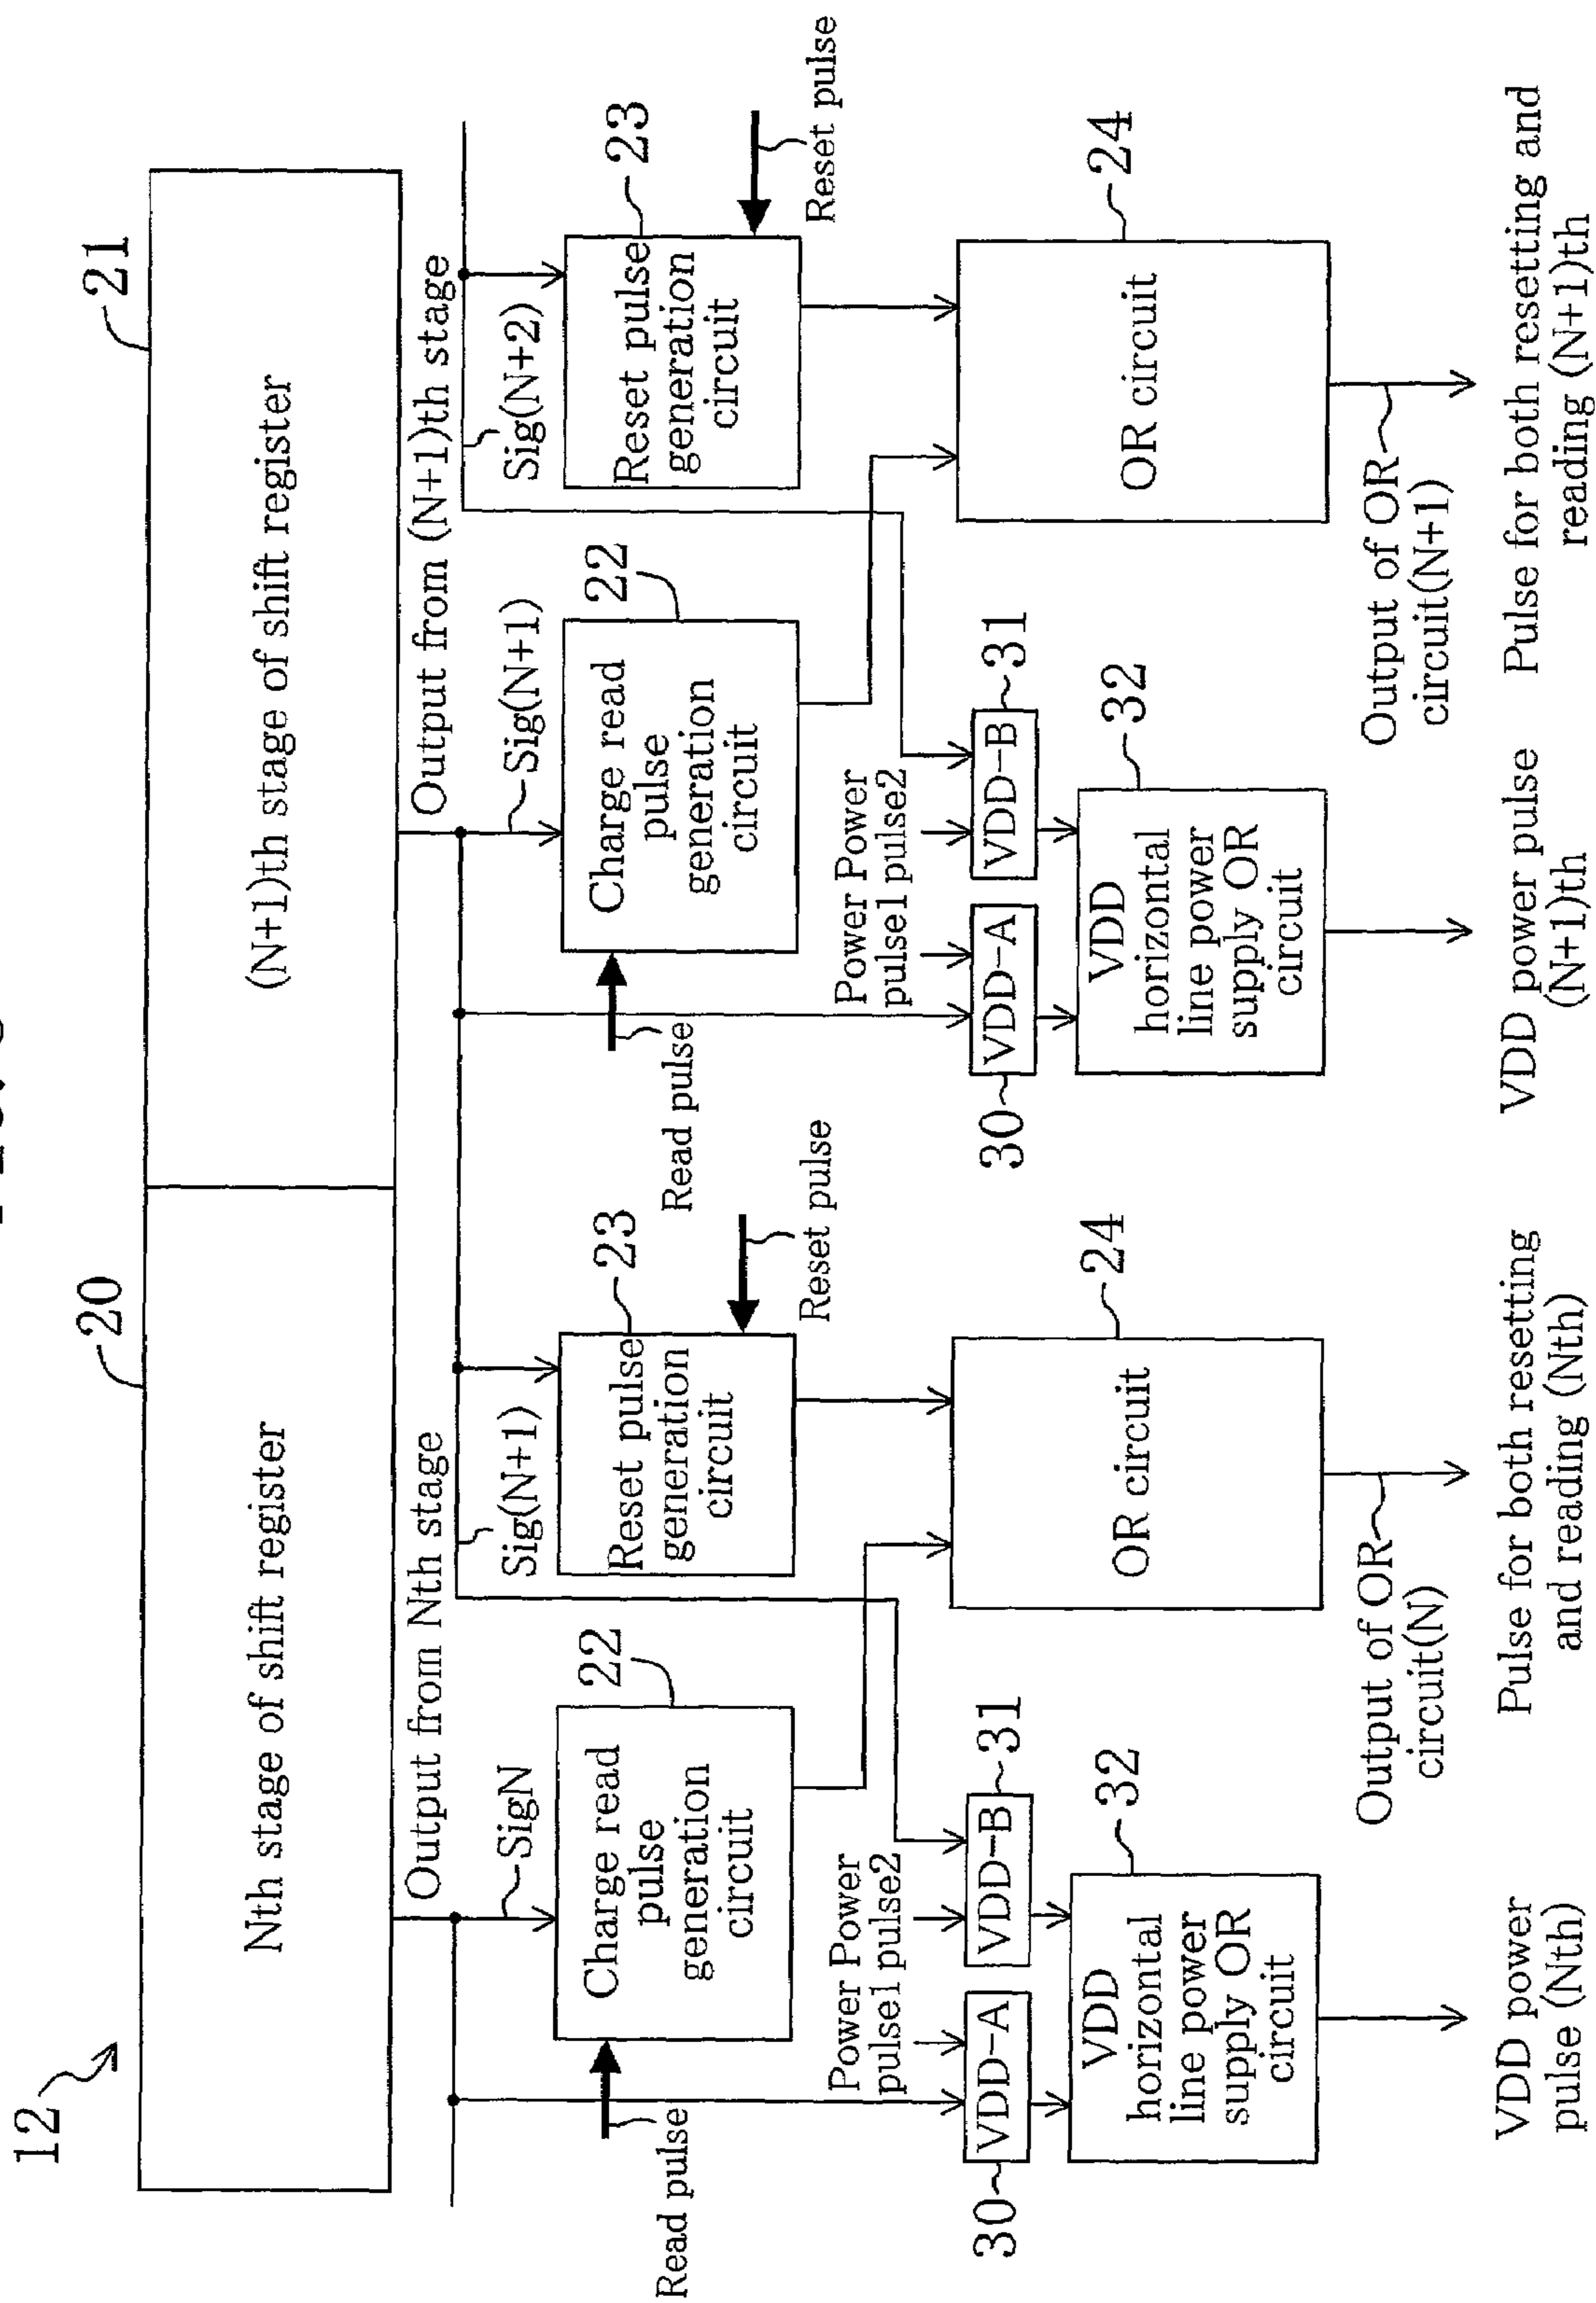 12
20
21
Nth stage of shift register
(N+1)th stage of shift register
Output from Nth stage
Output from (N+1)th stage
SigN
Sig(N+1)
Sig(N+1)
Sig(N+2)
Read pulse
Charge read
pulse
generation
circuit
22
Reset pulse
generation
circuit
23
Reset pulse
Read pulse
Charge read
pulse
generation
circuit
22
Reset pulse
generation
circuit
23
Reset pulse
Power Power
pulse1 pulse2
30
VDD-A
VDD-B
31
VDD
horizontal
line power
supply OR
circuit
32
OR circuit
24
Power Power
pulse1 pulse2
30
VDD-A
VDD-B
31
VDD
horizontal
line power
supply OR
circuit
32
OR circuit
24
Output of OR
circuit(N)
Output of OR
circuit(N+1)
VDD power
pulse (Nth)
Pulse for both resetting
and reading (Nth)
VDD power pulse
(N+1)th
Pulse for both resetting and
reading (N+1)th